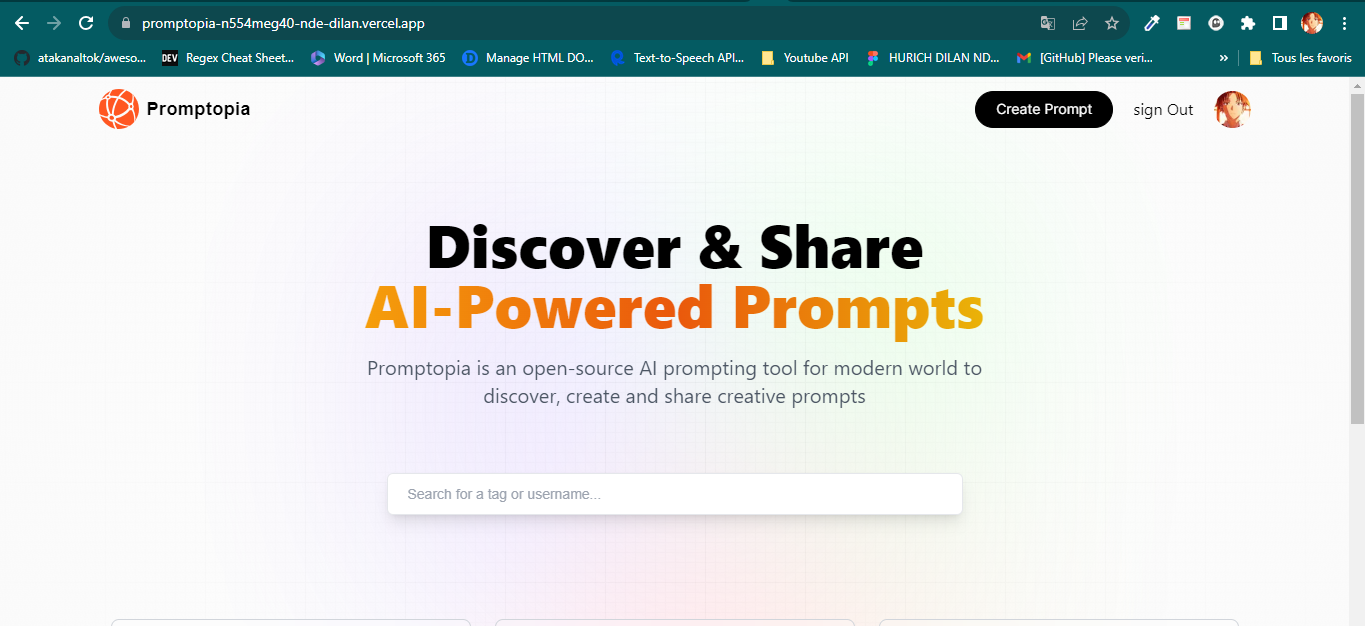 promptopia-n554meg40-nde-dilan.vercel.app
atakanaltok/aweso...
DEV
Regex Cheat Sheet...
Word | Microsoft 365
Manage HTML DO...
Text-to-Speech API...
Youtube API
HURICH DILAN ND...
[GitHub] Please veri...
»
Tous les favoris
Promptopia
Create Prompt
sign Out
Discover & Share
AI-Powered Prompts
Promptopia is an open-source AI prompting tool for modern world to
discover, create and share creative prompts
Search for a tag or username...